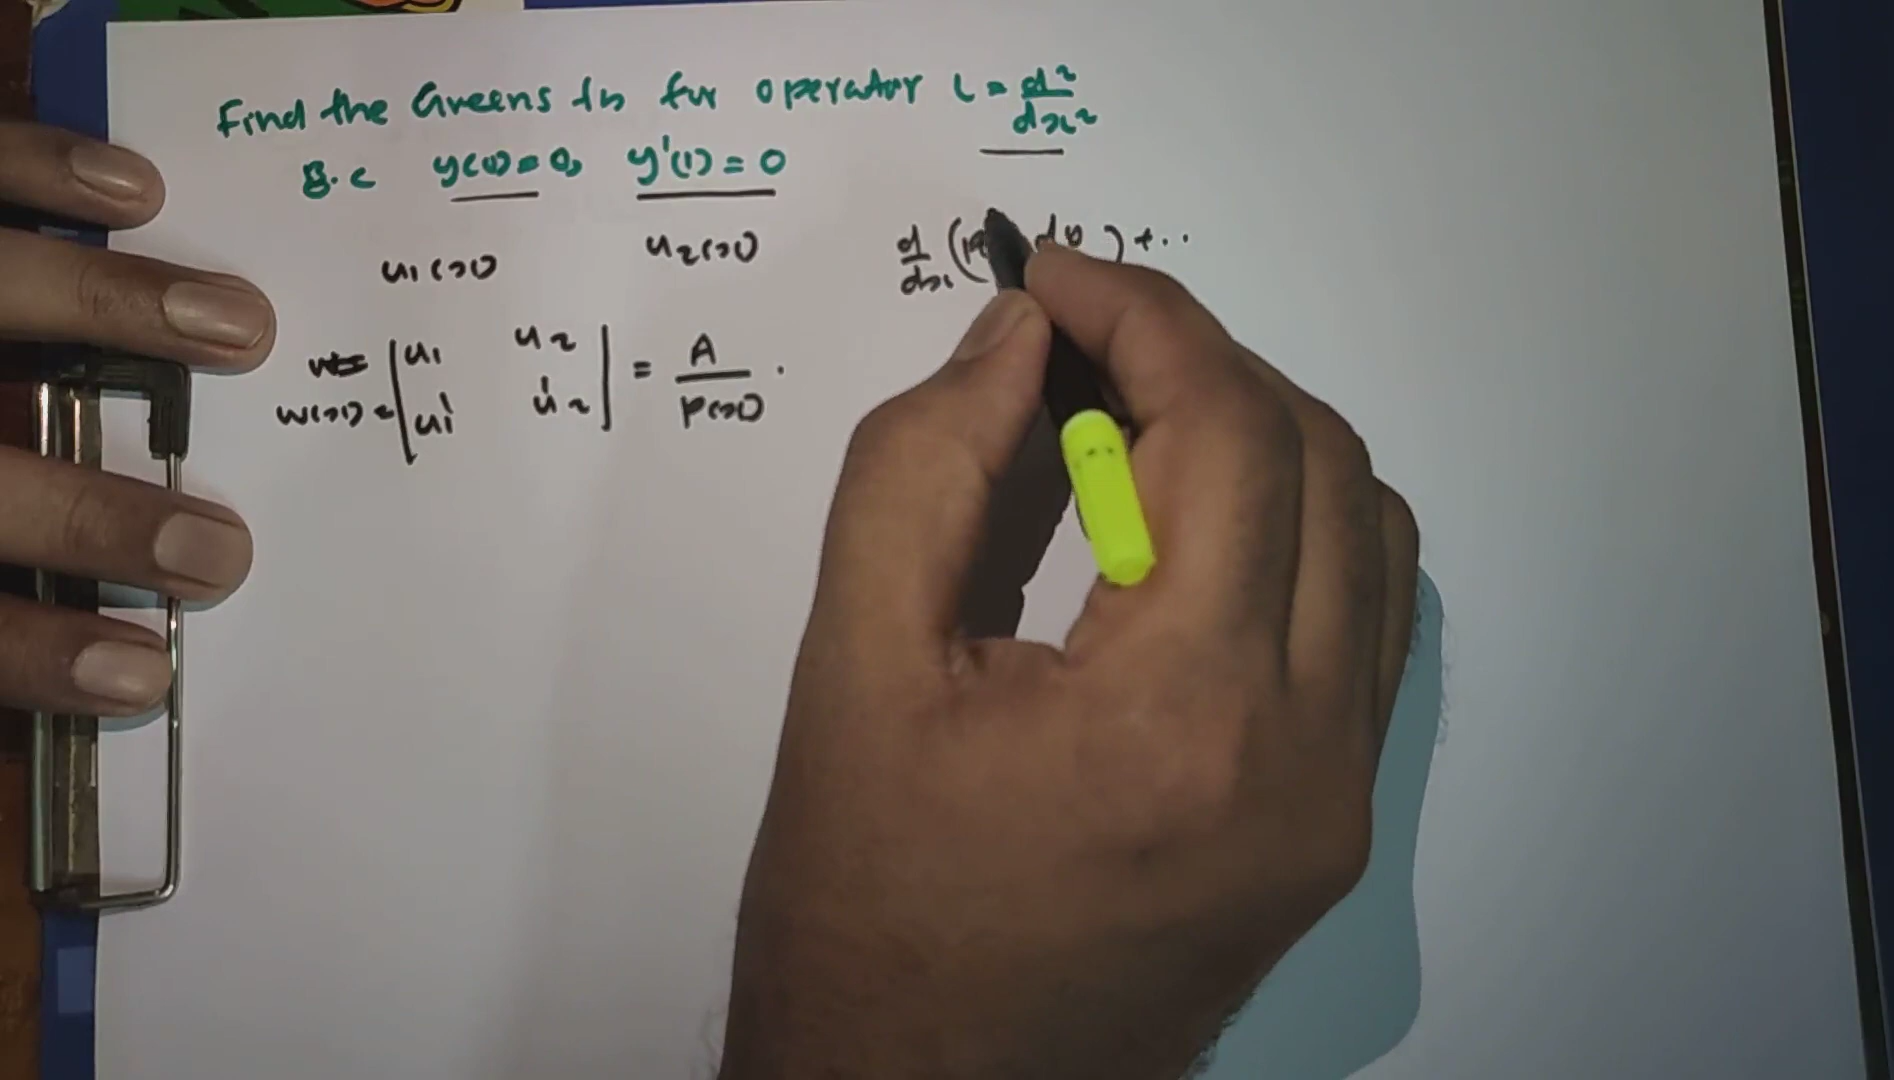 Find the Greens fn for operator L = d²/dx²
B.C y(0) = 0, y'(1) = 0
u₁(x) u₂(x) d/dx ( dy ) + ..
w(x) = | u₁ u₂ | = A/p(x) .
| u₁' u₂' |